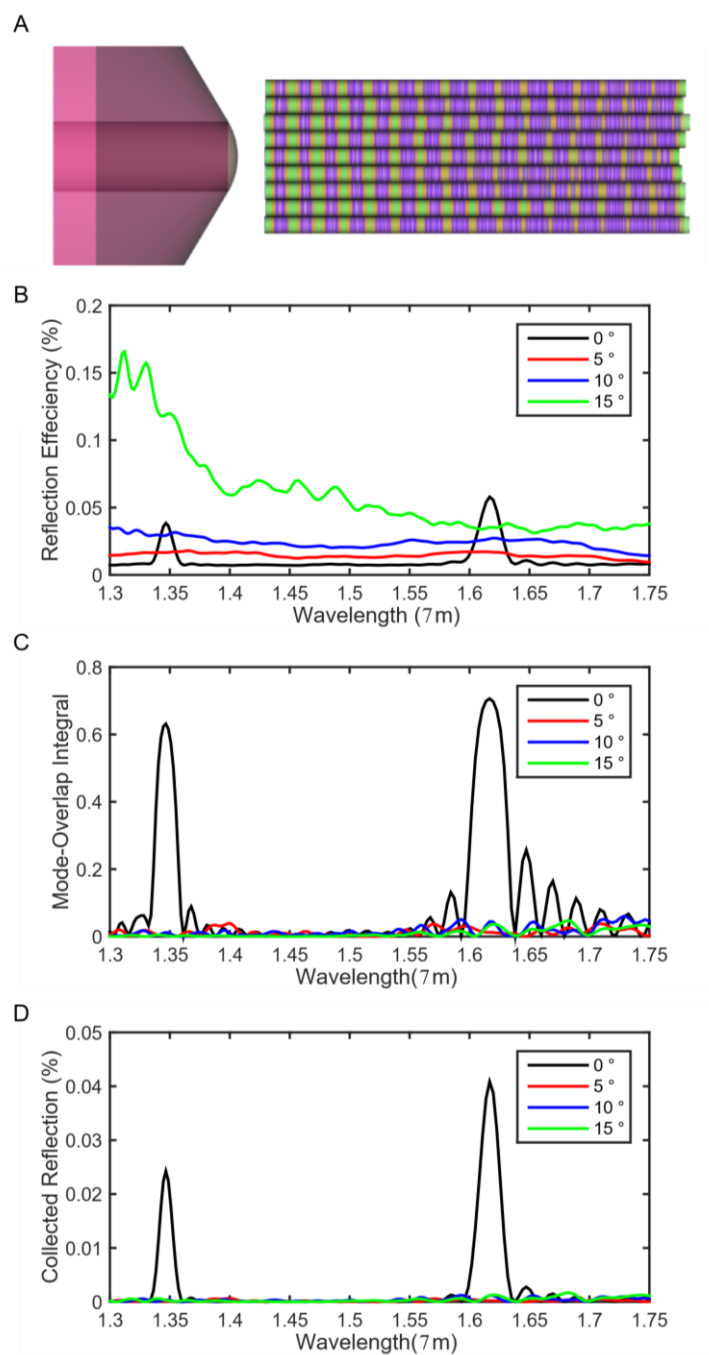 A
B
0.2
0.15
0.1
0.05
0
Reflection Effeciency (%)
0 °
5 °
10 °
15 °
1.3 1.35 1.4 1.45 1.5 1.55 1.6 1.65 1.7 1.75
Wavelength (7m)
C
0.8
0.6
0.4
0.2
0
Mode-Overlap Integral
0 °
5 °
10 °
15 °
1.3 1.35 1.4 1.45 1.5 1.55 1.6 1.65 1.7 1.75
Wavelength(7m)
D
0.05
0.04
0.03
0.02
0.01
0
Collected Reflection (%)
0 °
5 °
10 °
15 °
1.3 1.35 1.4 1.45 1.5 1.55 1.6 1.65 1.7 1.75
Wavelength(7m)